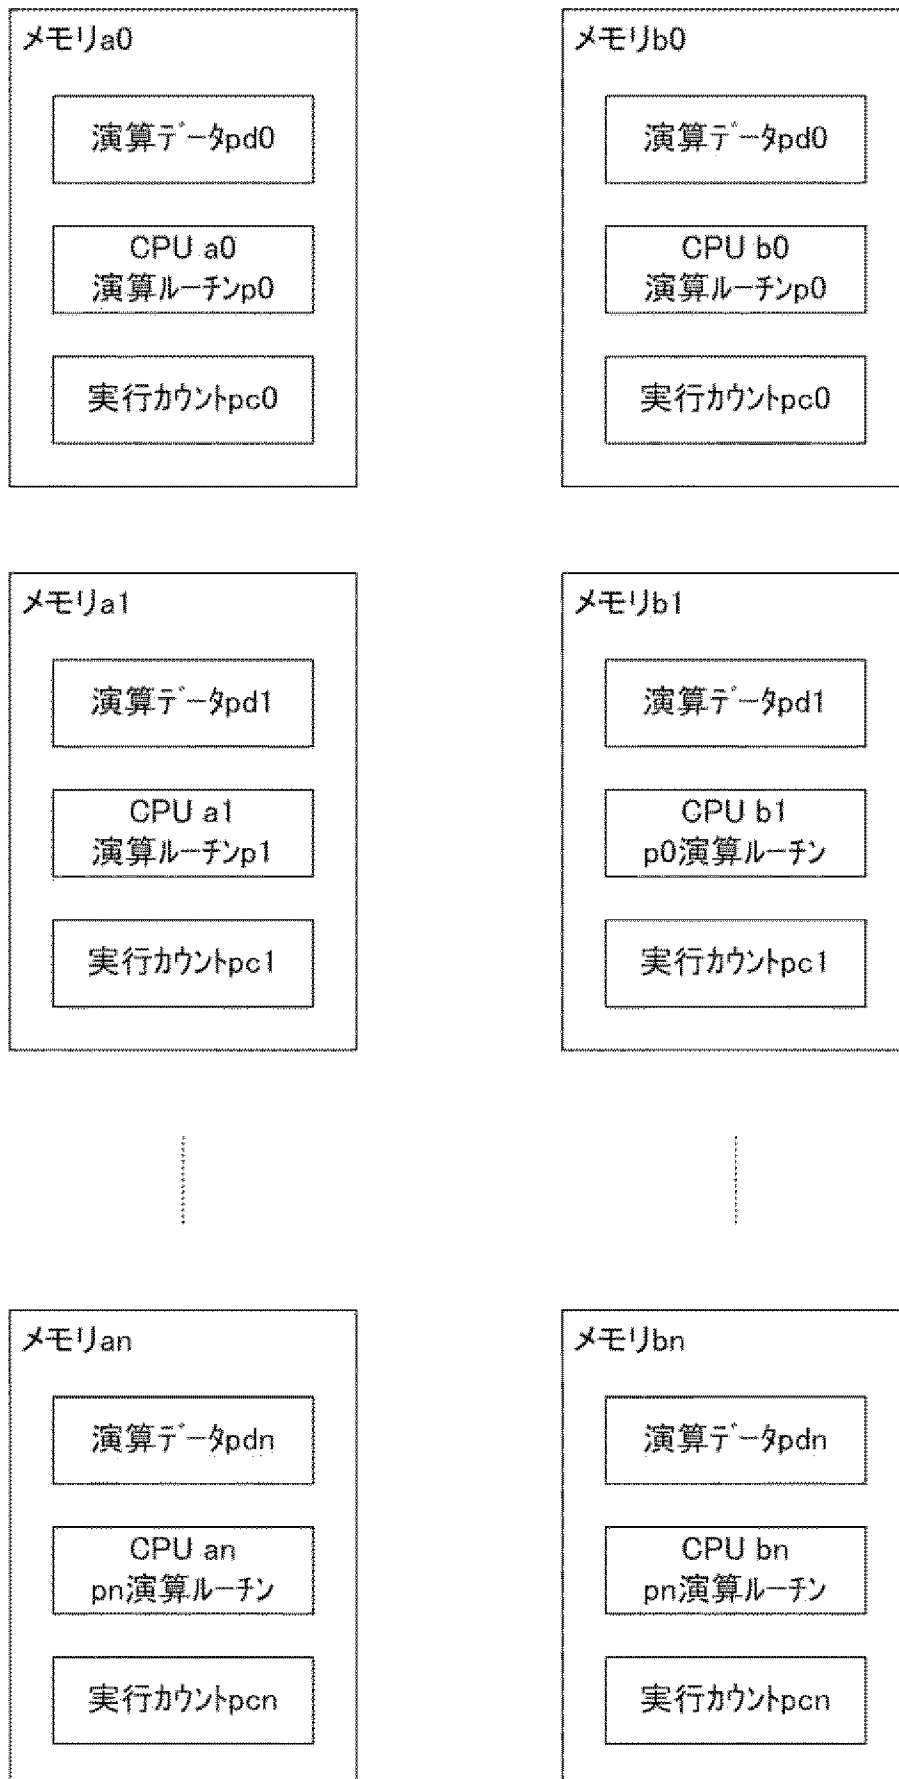 メモリa0
演算データpd0
CPU a0
演算ルーチンp0
実行カウントpc0
メモリb0
演算データpd0
CPU b0
演算ルーチンp0
実行カウントpc0
メモリa1
演算データpd1
CPU a1
演算ルーチンp1
実行カウントpc1
メモリb1
演算データpd1
CPU b1
p0演算ルーチン
実行カウントpc1
メモリan
演算データpdn
CPU an
pn演算ルーチン
実行カウントpcn
メモリbn
演算データpdn
CPU bn
pn演算ルーチン
実行カウントpcn